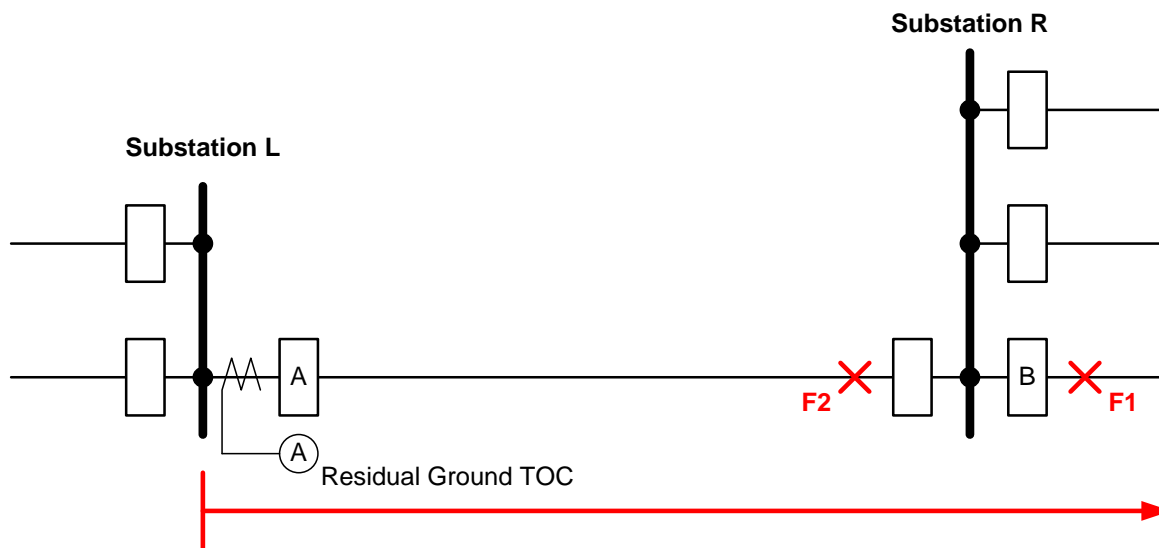 Substation R
Substation L
A
B
F2
F1
A
Residual Ground TOC